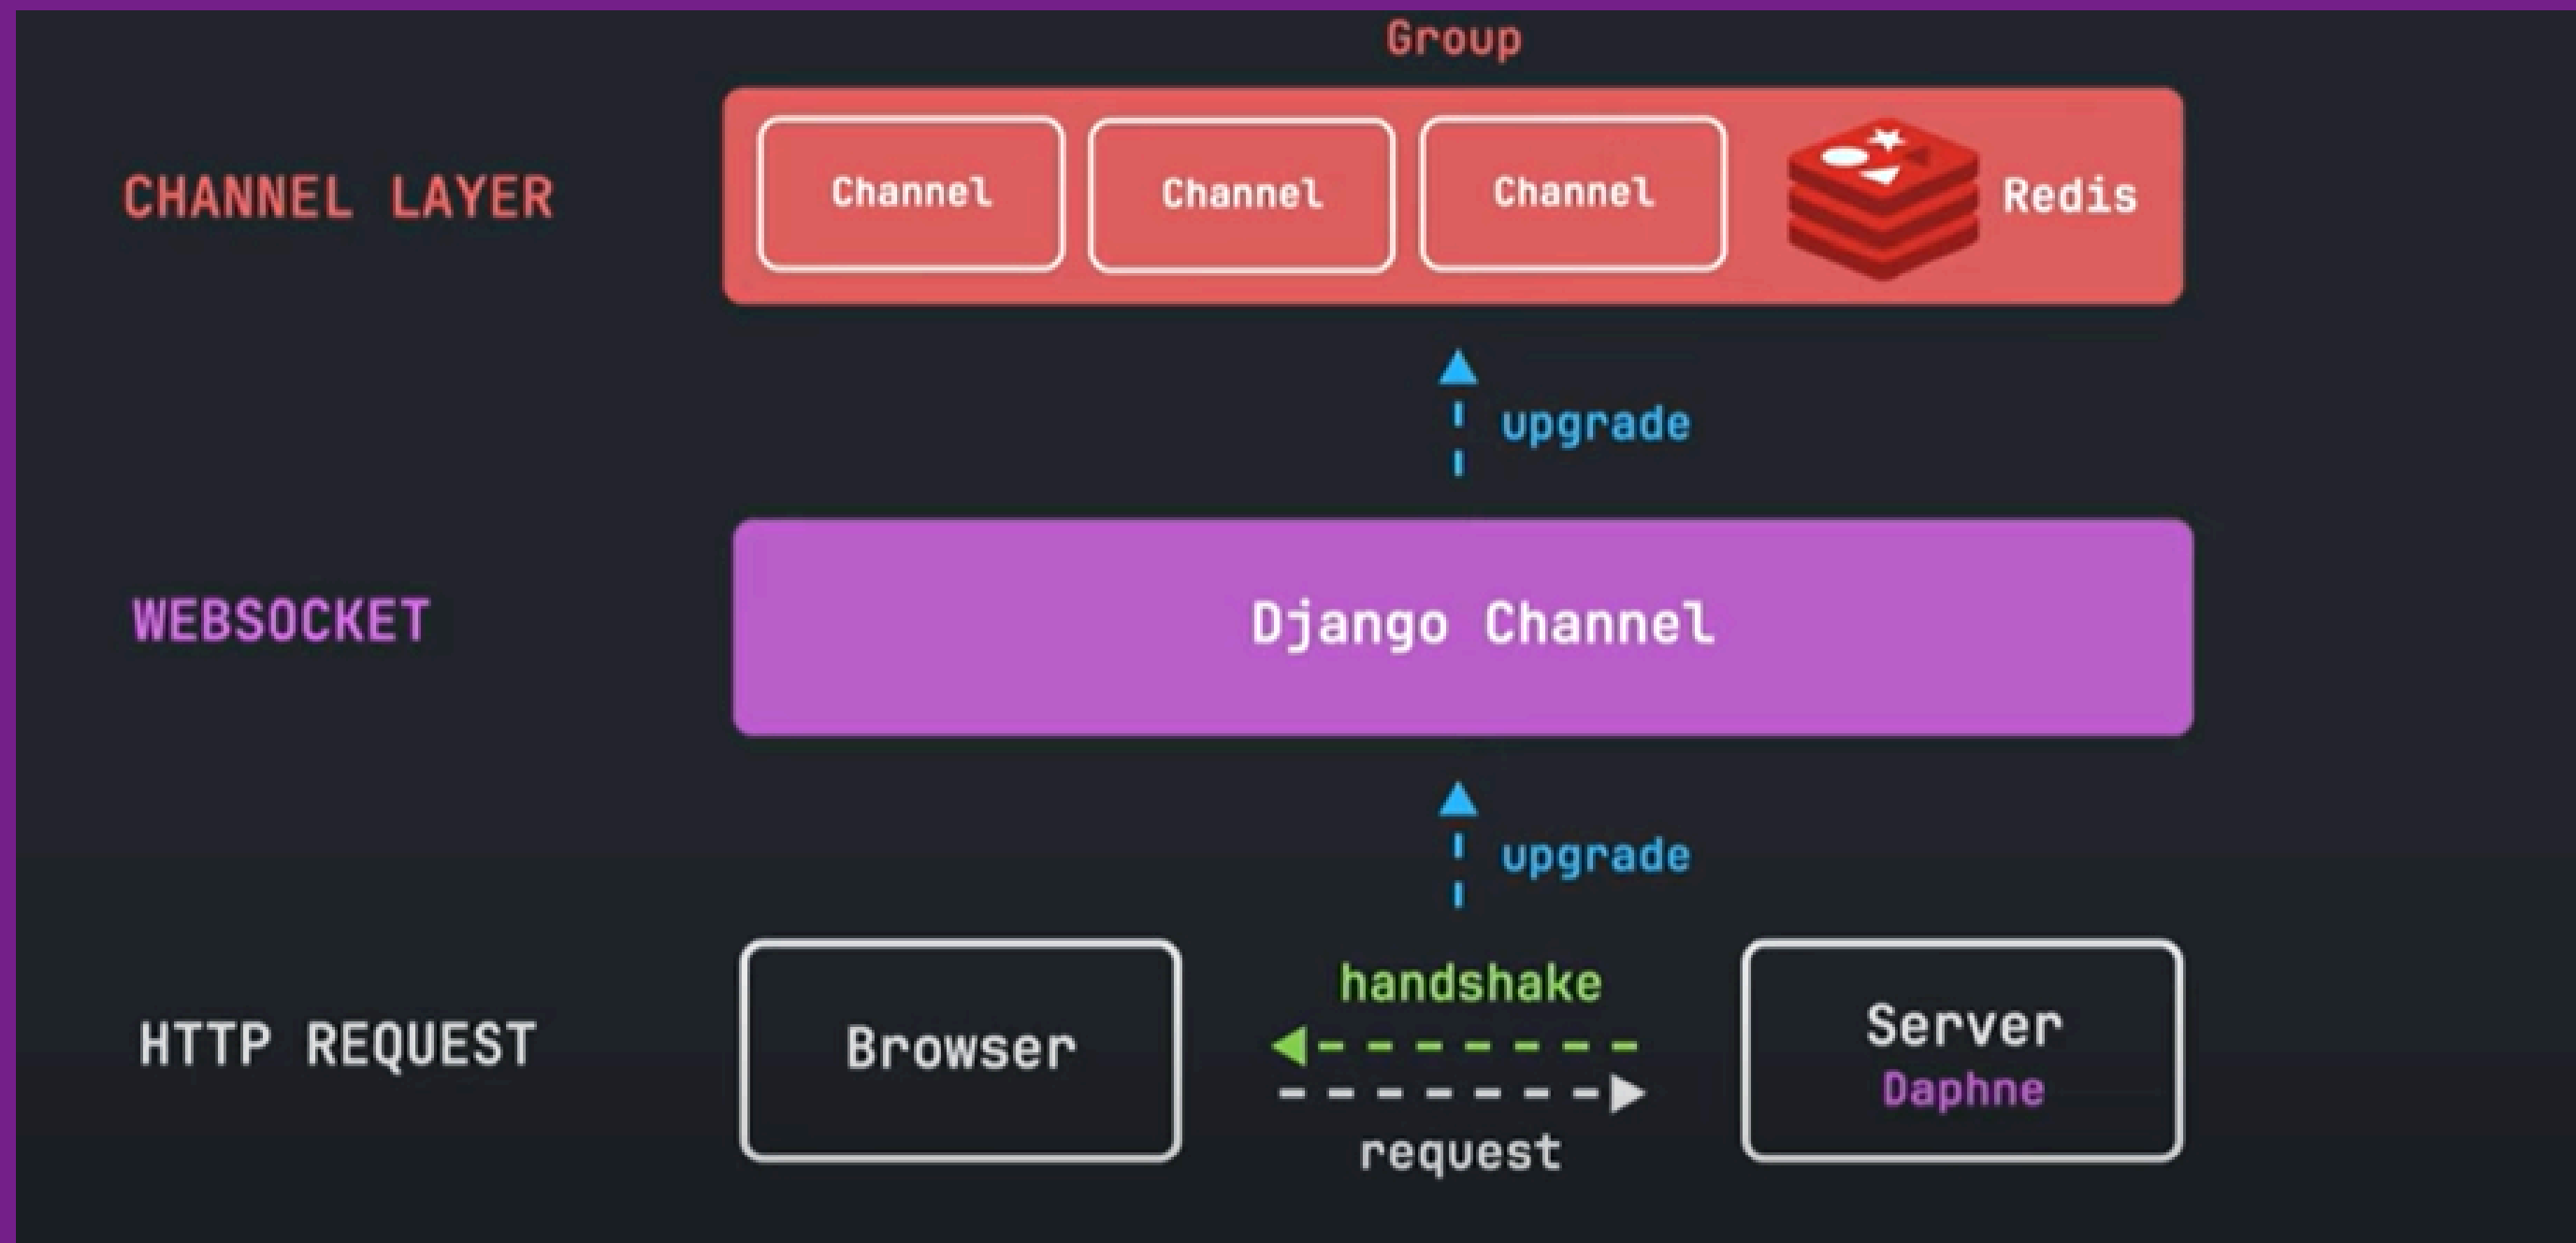 Group
CHANNEL LAYER
Channel
Channel
Channel
Redis
upgrade
WEBSOCKET
Django Channel
upgrade
HTTP REQUEST
Browser
handshake
request
Server
Daphne